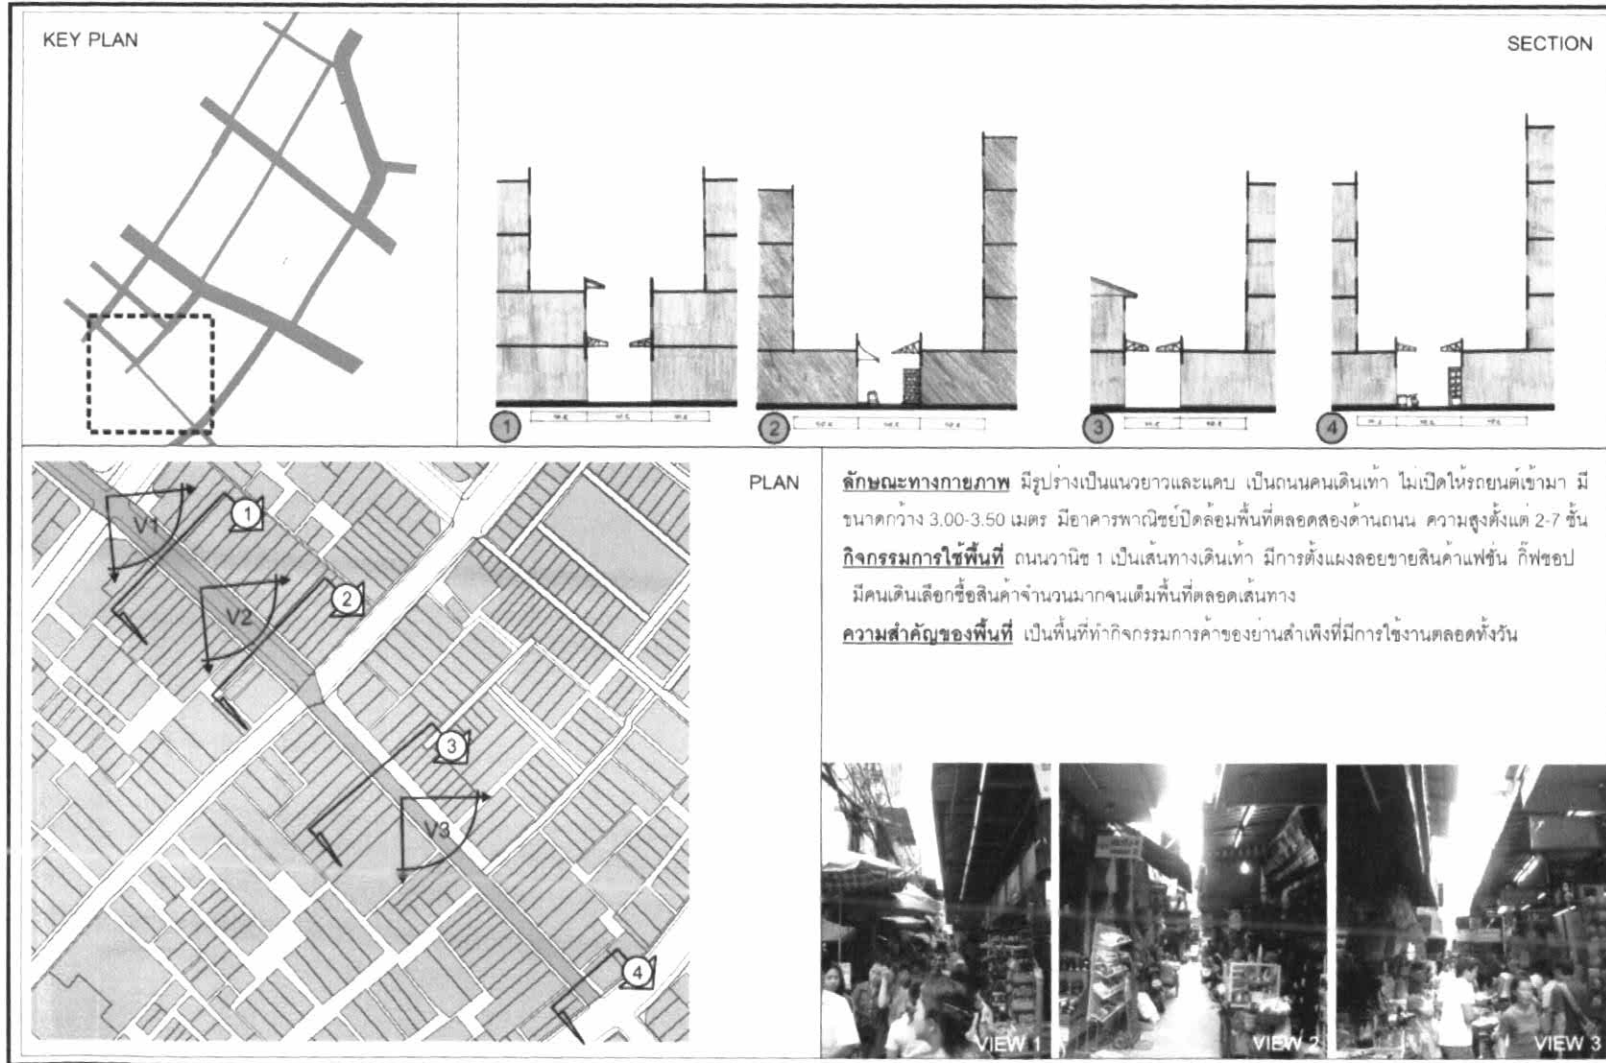 KEY PLAN
SECTION
1
2
3
4
PLAN
V1
1
V2
2
3
V3
4
ลักษณะทางกายภาพ มีรูปร่างเป็นแนวยาวและแคบ เป็นถนนคนเดินเท้า ไม่เปิดให้รถยนต์เข้ามา มี
ขนาดกว้าง 3.00-3.50 เมตร มีอาคารพาณิชย์ปิดล้อมพื้นที่ตลอดสองด้านถนน ความสูงตั้งแต่ 2-7 ชั้น
กิจกรรมการใช้พื้นที่ ถนนวานิช 1 เป็นเส้นทางเดินเท้า มีการตั้งแผงลอยขายสินค้าแฟชั่น กิ๊ฟชอป
มีคนเดินเลือกซื้อสินค้าจำนวนมากจนเต็มพื้นที่ตลอดเส้นทาง
ความสำคัญของพื้นที่ เป็นพื้นที่ทำกิจกรรมการค้าของย่านสำเพ็งที่มีการใช้งานตลอดทั้งวัน
VIEW 1
VIEW 2
VIEW 3